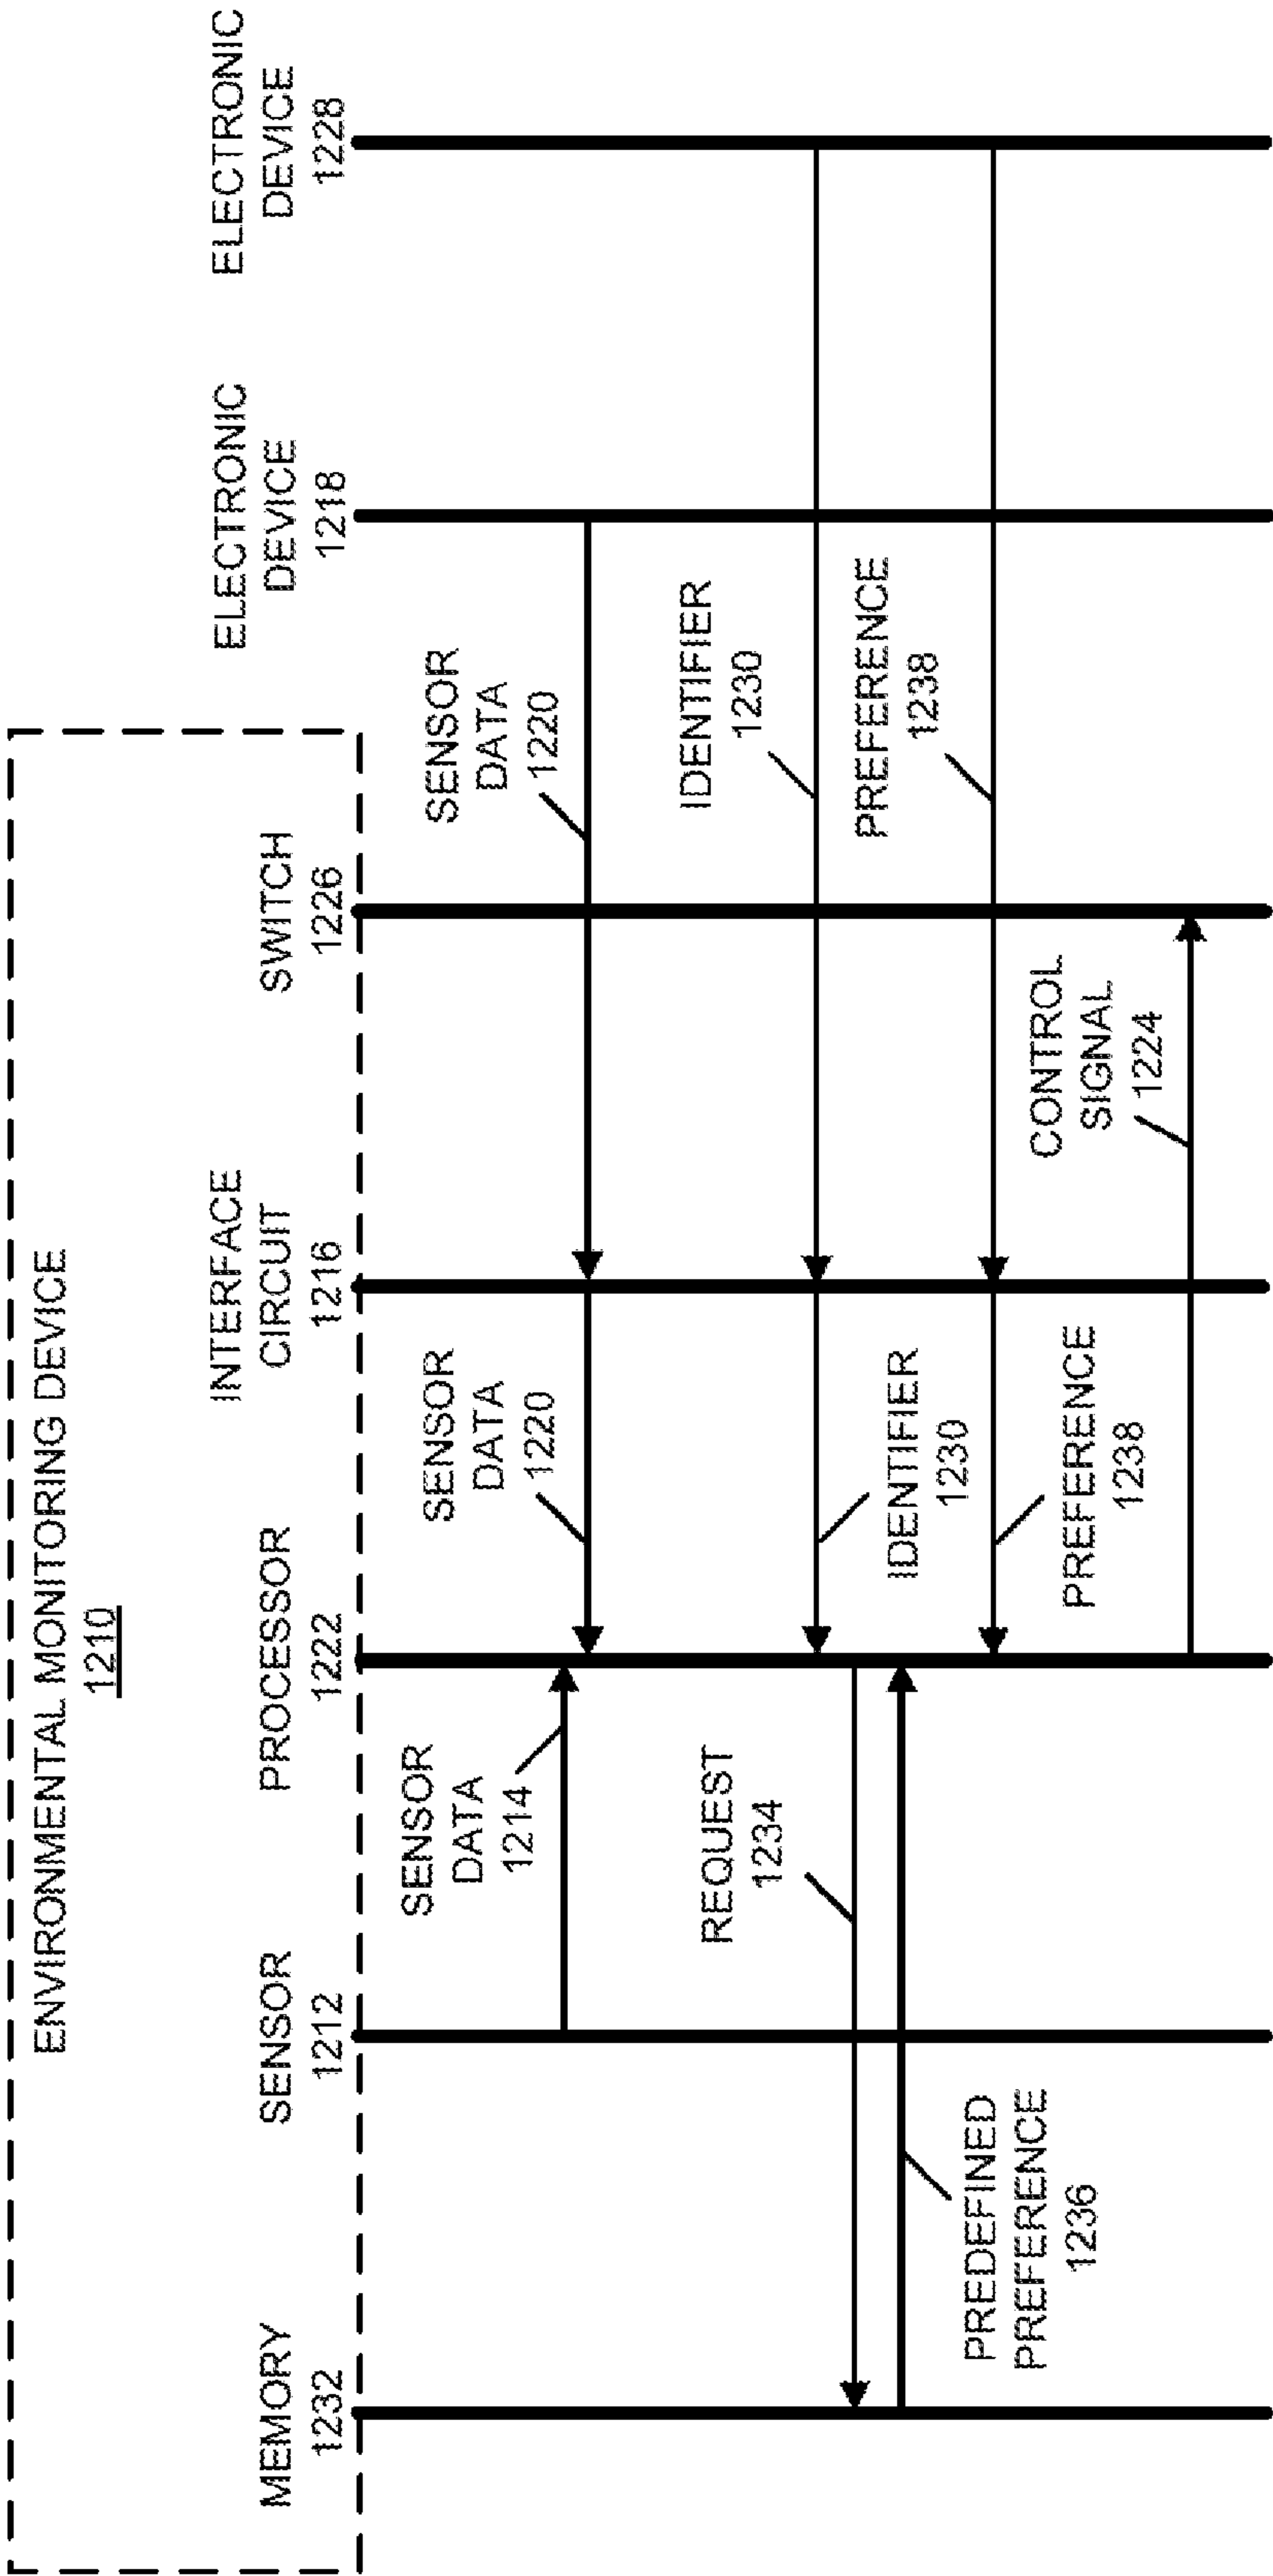 ENVIRONMENTAL MONITORING DEVICE
1210
MEMORY
1232
SENSOR
1212
PROCESSOR
1222
INTERFACE
CIRCUIT
1216
SWITCH
1226
ELECTRONIC
DEVICE
1218
ELECTRONIC
DEVICE
1228
SENSOR
DATA
1214
SENSOR
DATA
1220
SENSOR
DATA
1220
REQUEST
1234
IDENTIFIER
1230
IDENTIFIER
1230
PREDEFINED
PREFERENCE
1236
PREFERENCE
1238
PREFERENCE
1238
CONTROL
SIGNAL
1224